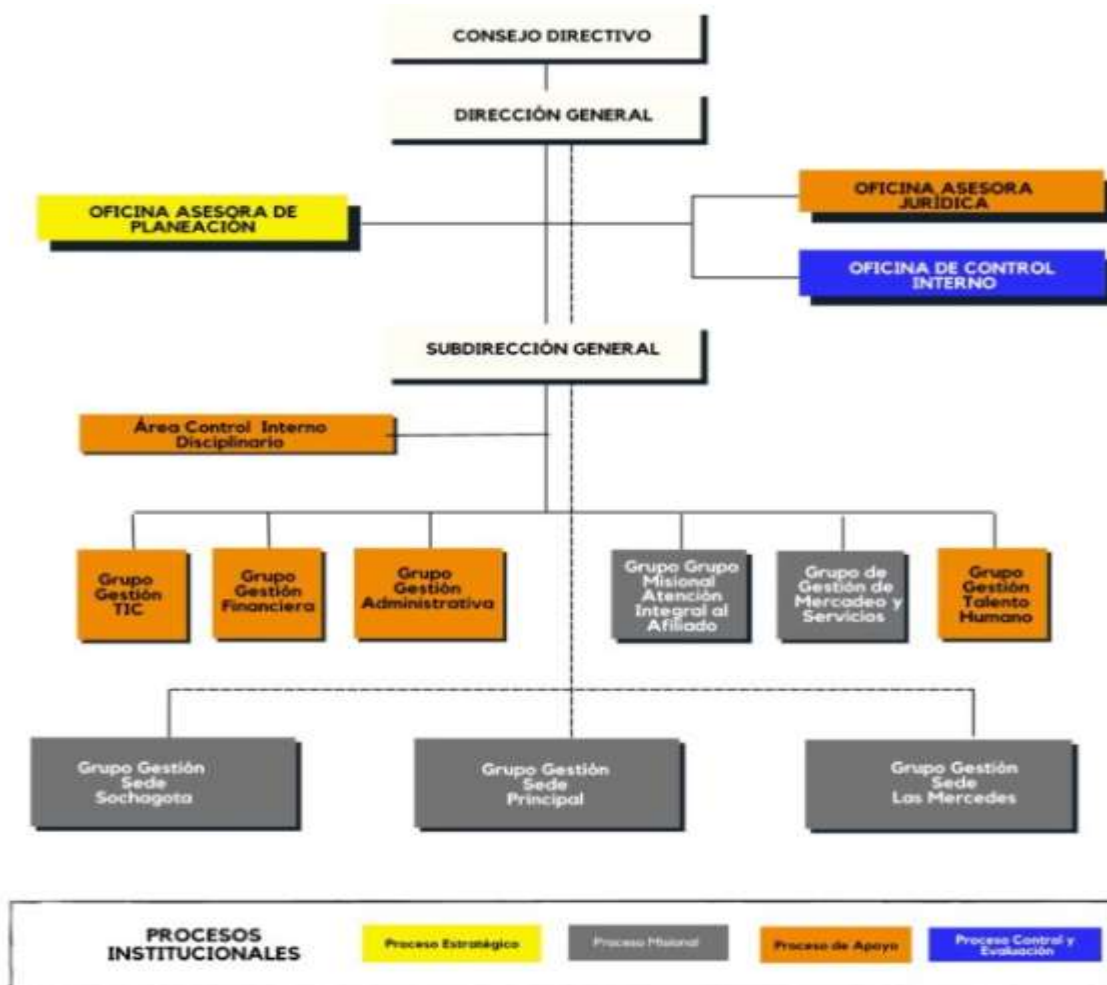 CONSEJO DIRECTIVO
DIRECCIÓN GENERAL
OFICINA ASESORA DE
PLANEACIÓN
OFICINA ASESORA
JURÍDICA
OFICINA DE CONTROL
INTERNO
SUBDIRECCIÓN GENERAL
Área Control Interno
Disciplinario
Grupo
Gestión
TIC
Grupo
Gestión
Financiera
Grupo
Gestión
Administrativa
Grupo Grupo
Misional
Atención
Integral al
Afiliado
Grupo de
Gestión de
Mercadeo y
Servicios
Grupo
Gestión
Talento
Humano
Grupo Gestión
Sede
Sochagota
Grupo Gestión
Sede
Principal
Grupo Gestión
Sede
Las Mercedes
PROCESOS
INSTITUCIONALES
Proceso Estratégico
Proceso Misional
Proceso de Apoyo
Proceso Control y
Evaluación